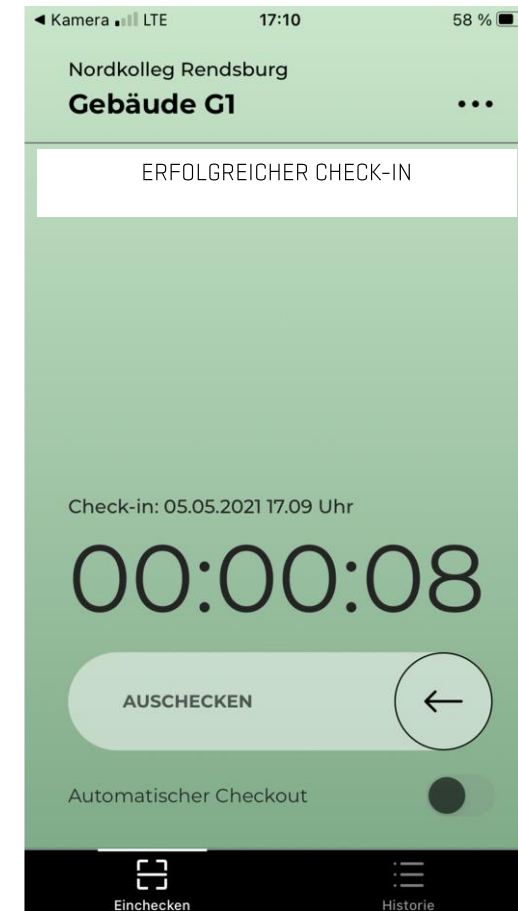 ◀ Kamera LTE 17:10 58 %
Nordkolleg Rendsburg
Gebäude G1
ERFOLGREICHER CHECK-IN
Check-in: 05.05.2021 17.09 Uhr
00:00:08
AUSCHECKEN
Automatischer Checkout
Einchecken Historie